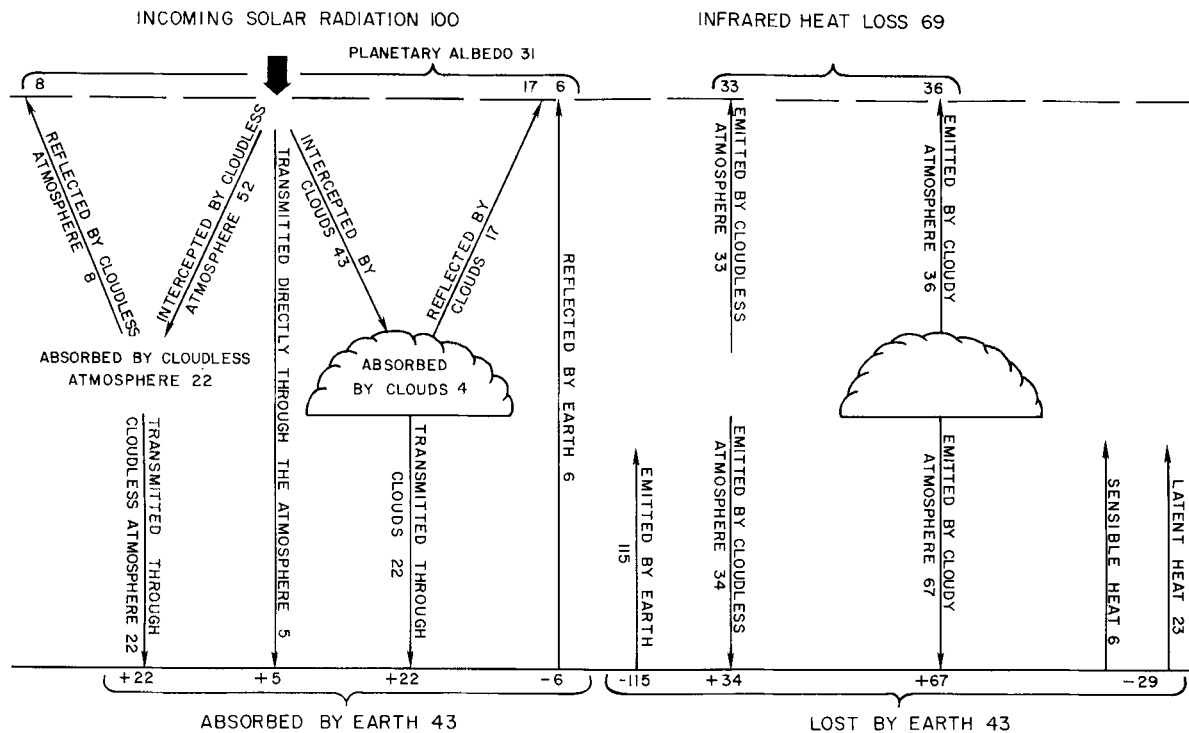 INCOMING SOLAR RADIATION 100
INFRARED HEAT LOSS 69
PLANETARY ALBEDO 31
8
17
6
33
36
REFLECTED BY CLOUDLESS
ATMOSPHERE 8
INTERCEPTED BY CLOUDLESS
ATMOSPHERE 52
TRANSMITTED DIRECTLY THROUGH THE ATMOSPHERE 5
INTERCEPTED BY
CLOUDS 43
REFLECTED BY
CLOUDS 17
REFLECTED BY EARTH 6
ABSORBED BY CLOUDLESS
ATMOSPHERE 22
ABSORBED
BY CLOUDS 4
TRANSMITTED THROUGH
CLOUDLESS ATMOSPHERE 22
TRANSMITTED THROUGH
CLOUDS 22
EMITTED BY EARTH
115
EMITTED BY CLOUDLESS
ATMOSPHERE 33
EMITTED BY CLOUDY
ATMOSPHERE 36
EMITTED BY CLOUDLESS
ATMOSPHERE 34
EMITTED BY CLOUDY
ATMOSPHERE 67
SENSIBLE HEAT 6
LATENT HEAT 23
+22
+5
+22
-6
-115
+34
+67
-29
ABSORBED BY EARTH 43
LOST BY EARTH 43